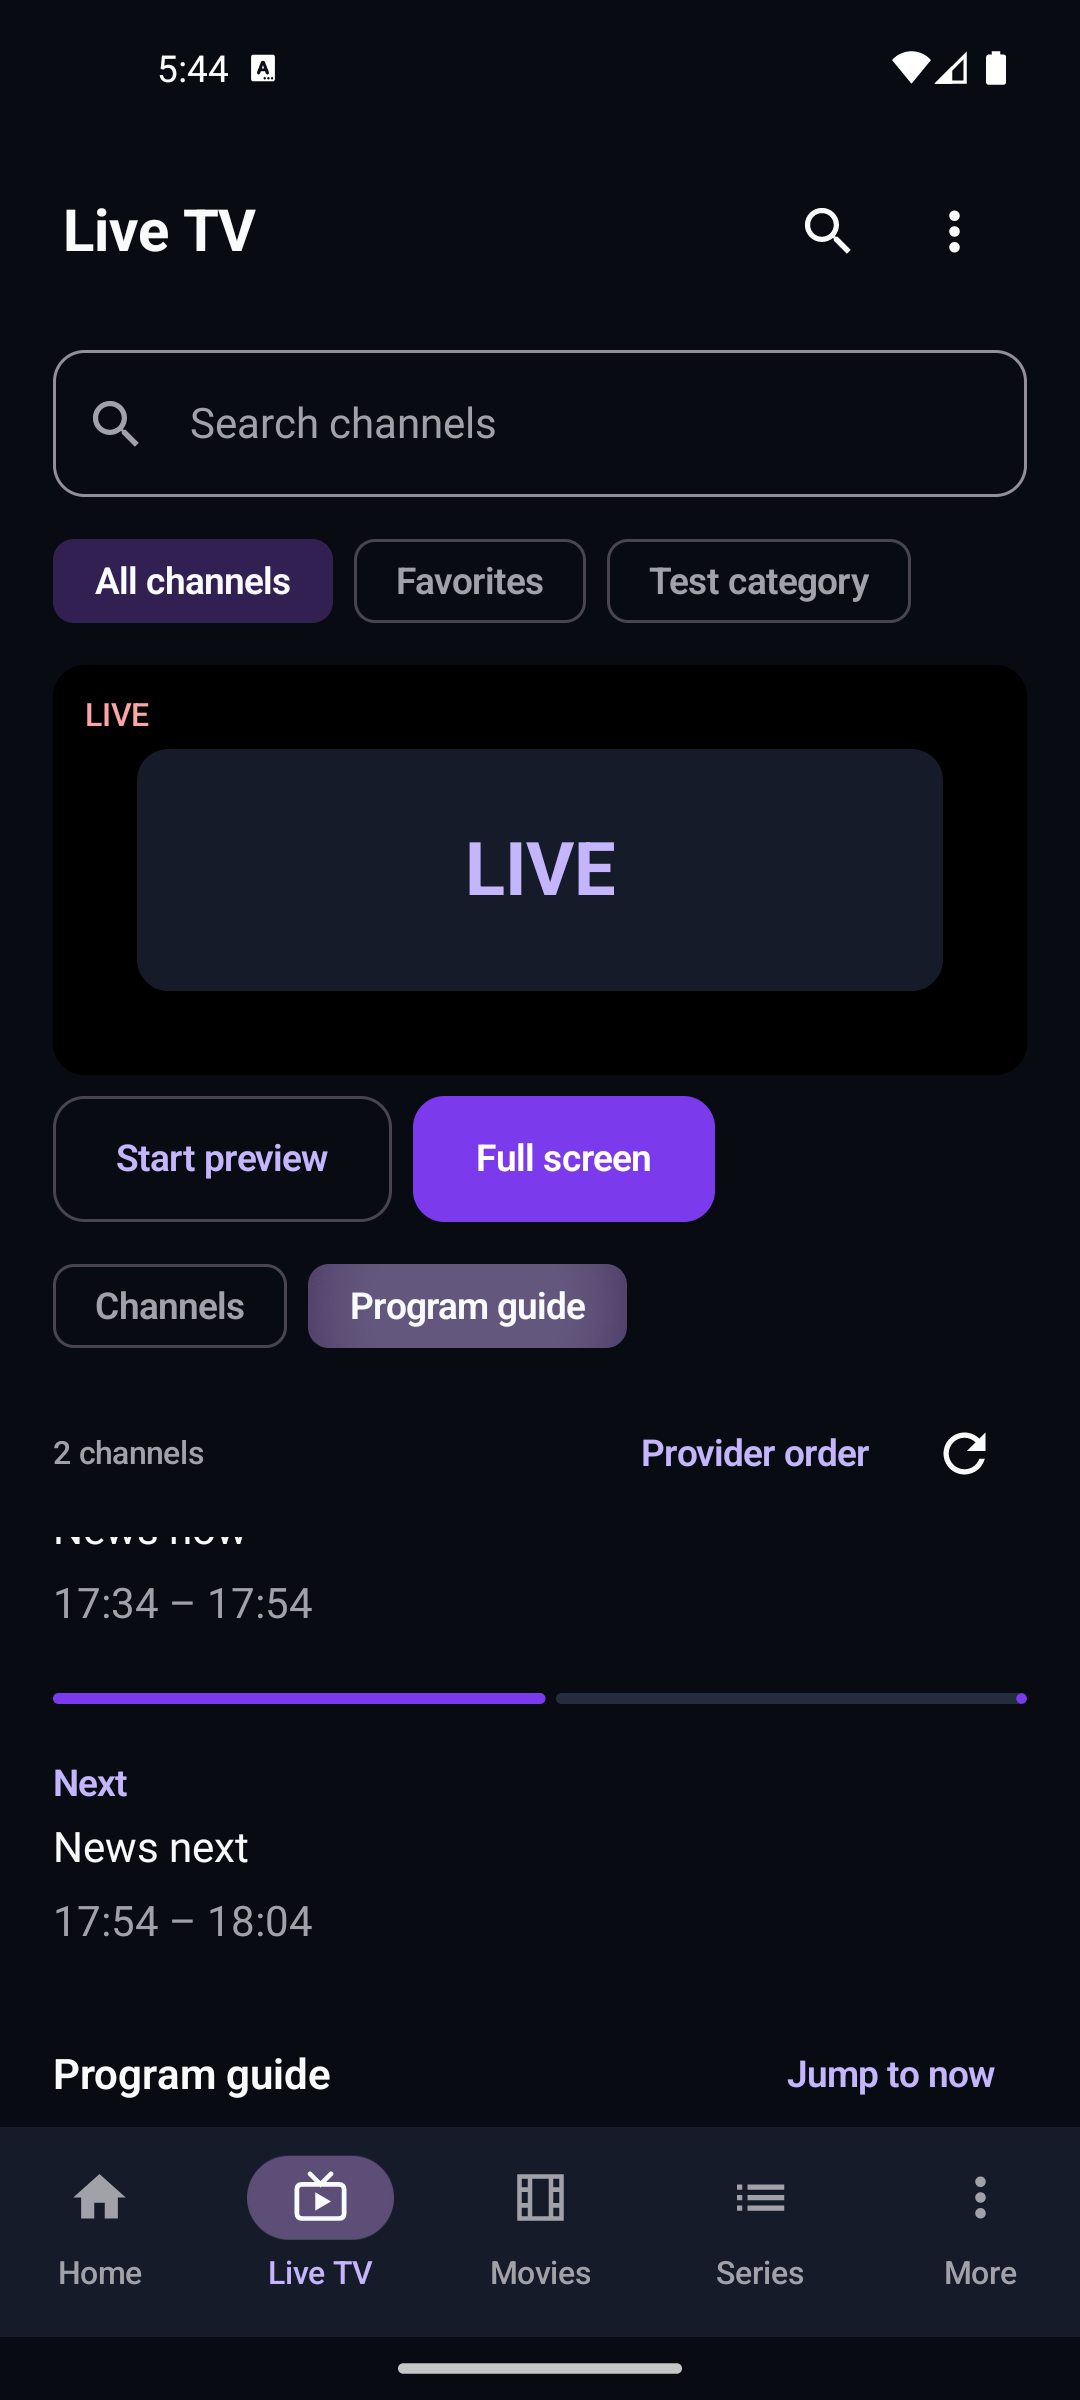 5:44
Live TV
Search channels
All channels
Favorites
Test category
LIVE
LIVE
Start preview
Full screen
Channels
Program guide
2 channels
Provider order
News now
17:34 – 17:54
Next
News next
17:54 – 18:04
Program guide
Jump to now
Home
Live TV
Movies
Series
More